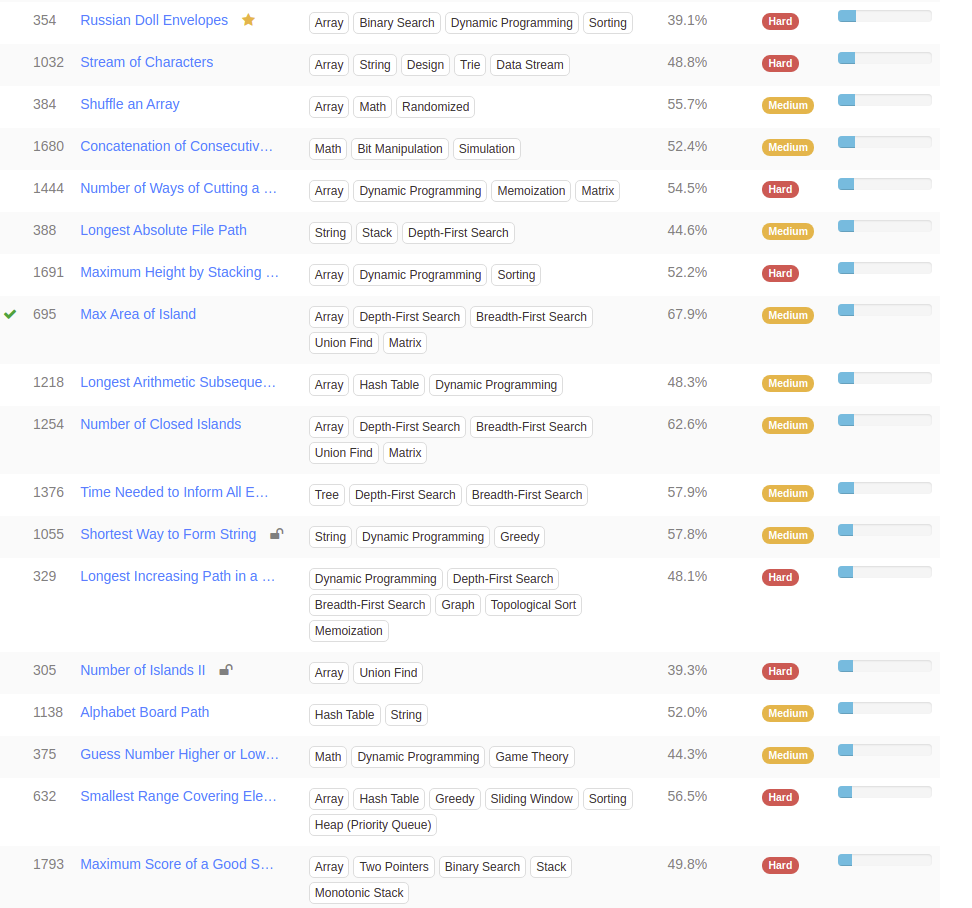 354 Russian Doll Envelopes Array Binary Search Dynamic Programming Sorting 39.1% Hard
1032 Stream of Characters Array String Design Trie Data Stream 48.8% Hard
384 Shuffle an Array Array Math Randomized 55.7% Medium
1680 Concatenation of Consecutiv... Math Bit Manipulation Simulation 52.4% Medium
1444 Number of Ways of Cutting a ... Array Dynamic Programming Memoization Matrix 54.5% Hard
388 Longest Absolute File Path String Stack Depth-First Search 44.6% Medium
1691 Maximum Height by Stacking ... Array Dynamic Programming Sorting 52.2% Hard
695 Max Area of Island Array Depth-First Search Breadth-First Search 67.9% Medium
Union Find Matrix
1218 Longest Arithmetic Subseque... Array Hash Table Dynamic Programming 48.3% Medium
1254 Number of Closed Islands Array Depth-First Search Breadth-First Search 62.6% Medium
Union Find Matrix
1376 Time Needed to Inform All E... Tree Depth-First Search Breadth-First Search 57.9% Medium
1055 Shortest Way to Form String String Dynamic Programming Greedy 57.8% Medium
329 Longest Increasing Path in a ... Dynamic Programming Depth-First Search 48.1% Hard
Breadth-First Search Graph Topological Sort
Memoization
305 Number of Islands II Array Union Find 39.3% Hard
1138 Alphabet Board Path Hash Table String 52.0% Medium
375 Guess Number Higher or Low... Math Dynamic Programming Game Theory 44.3% Medium
632 Smallest Range Covering Ele... Array Hash Table Greedy Sliding Window Sorting 56.5% Hard
Heap (Priority Queue)
1793 Maximum Score of a Good S... Array Two Pointers Binary Search Stack 49.8% Hard
Monotonic Stack